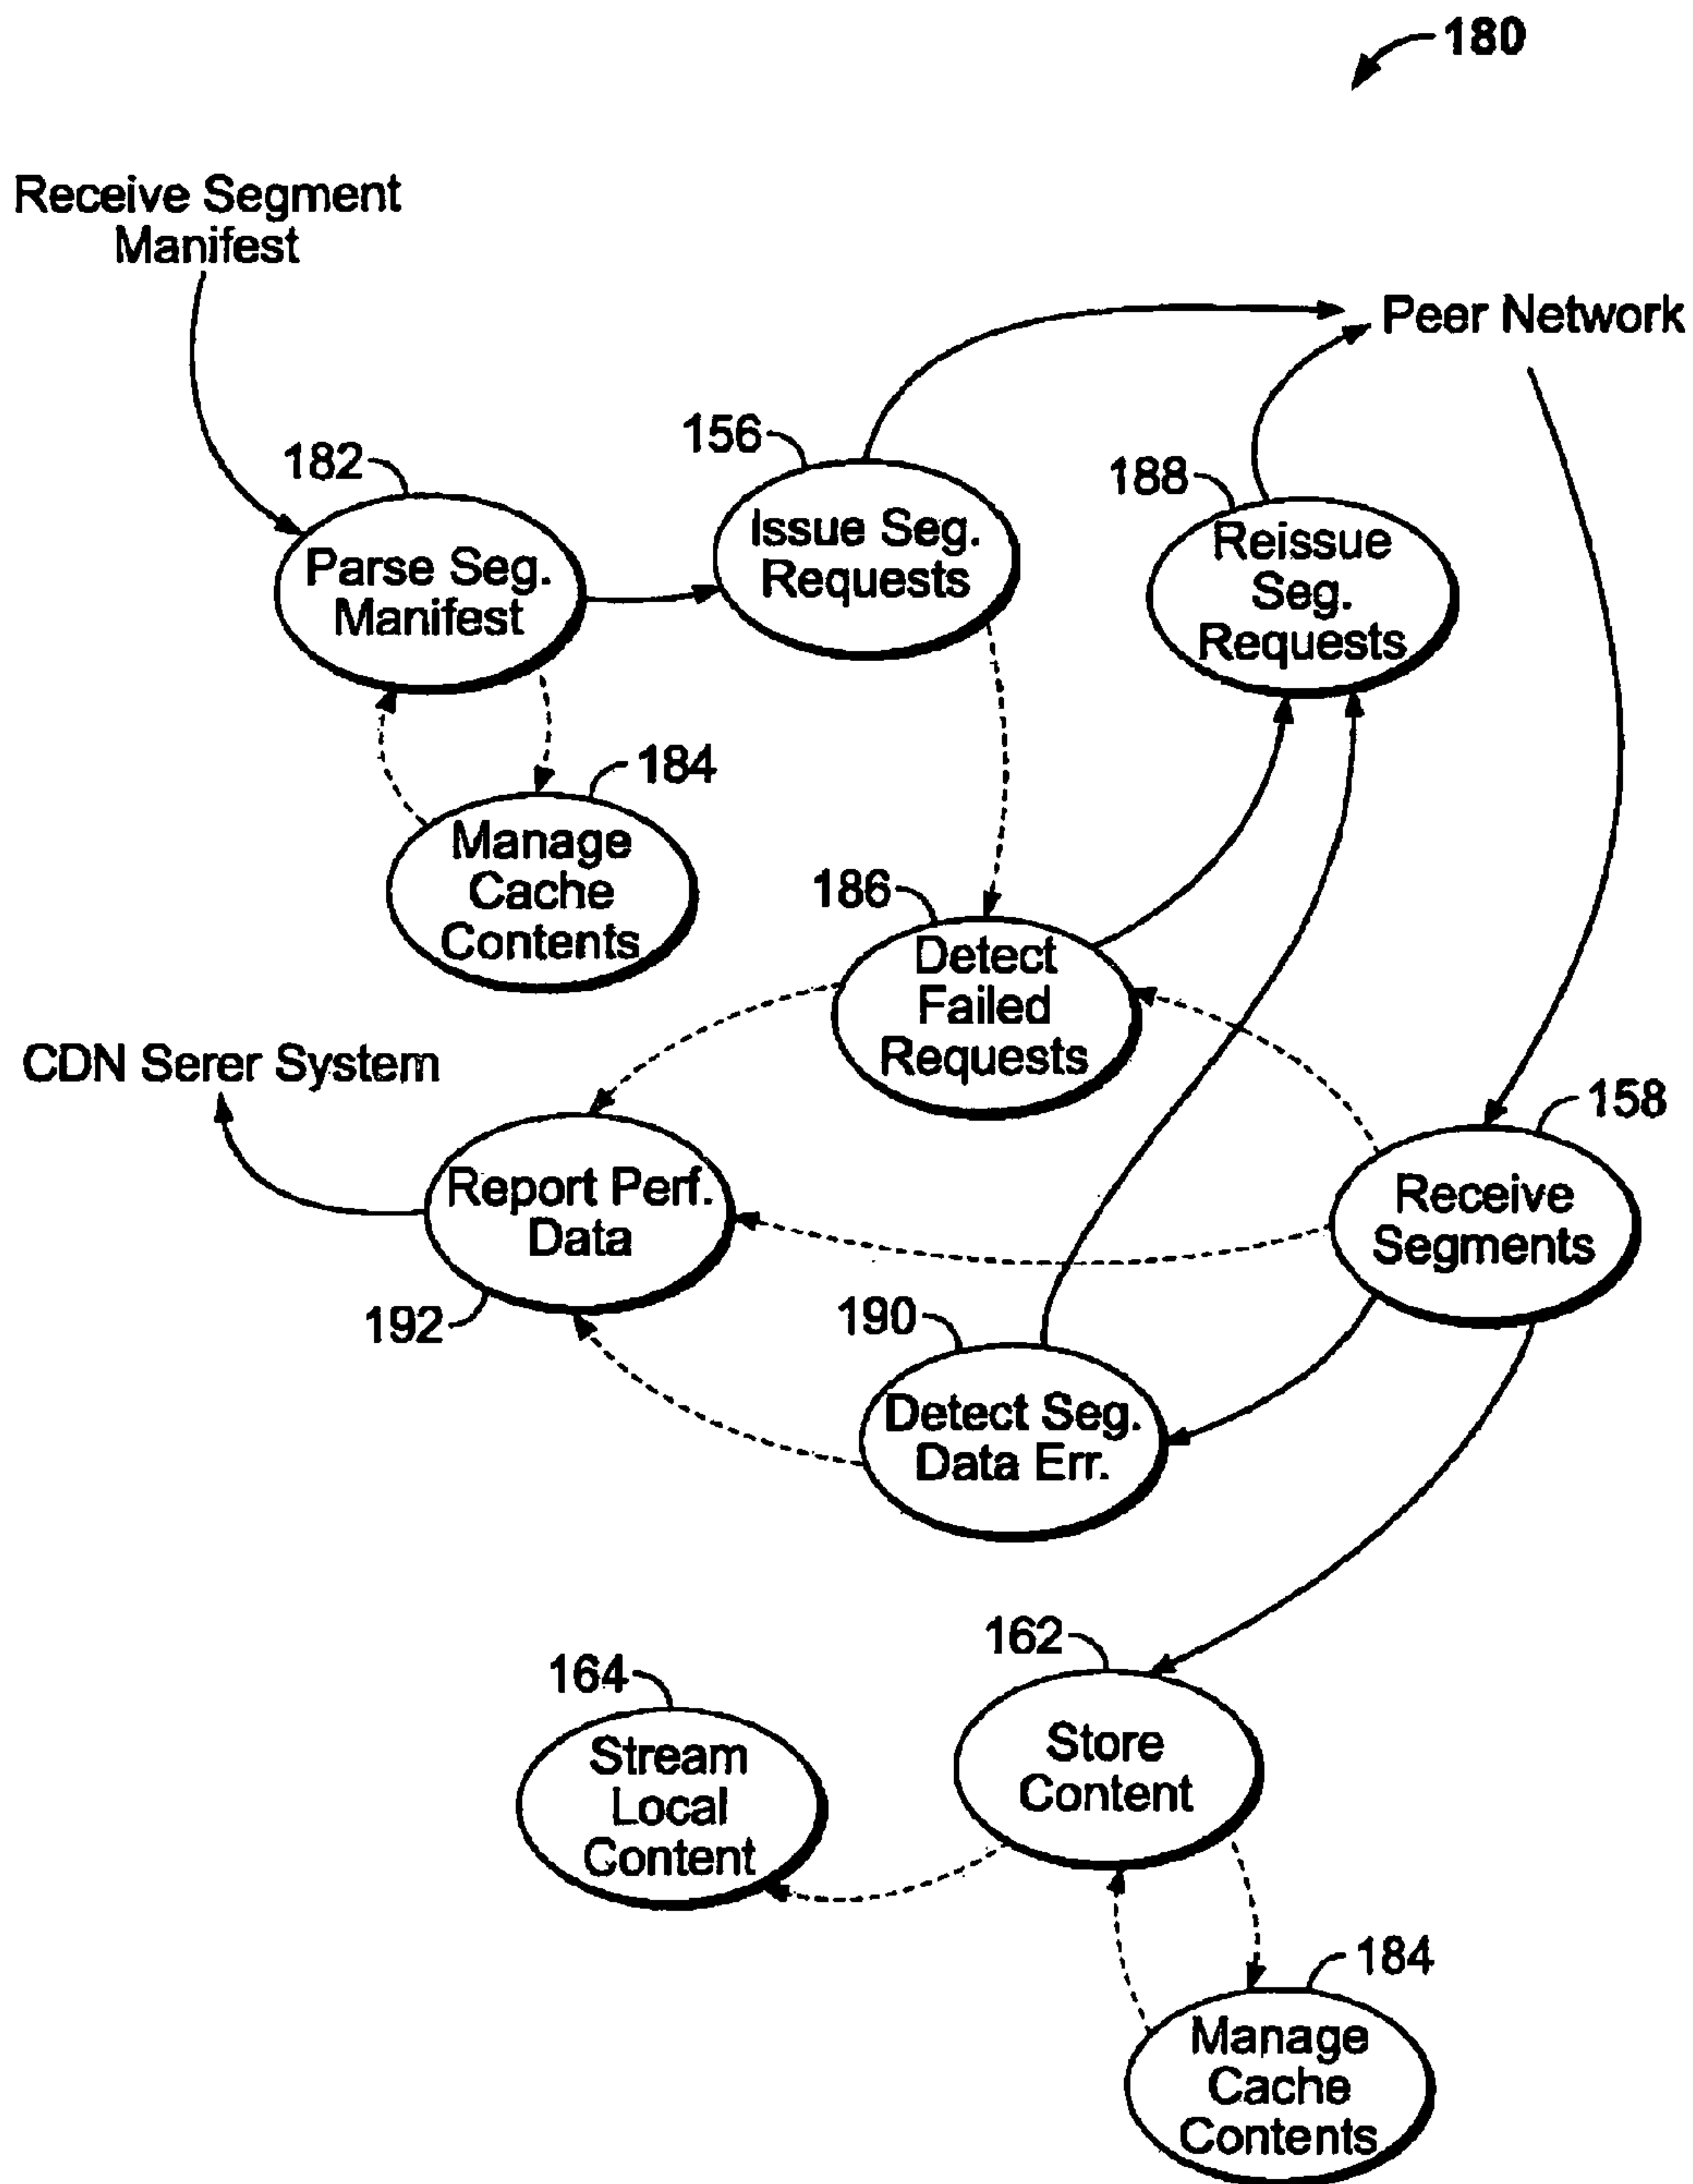 180
Receive Segment
Manifest
Peer Network
156
182
188
Issue Seg.
Requests
Reissue
Seg.
Requests
Parse Seg.
Manifest
184
Manage
Cache
Contents
186
Detect
Failed
Requests
CDN Serer System
158
Report Perf.
Data
Receive
Segments
192
190
Detect Seg.
Data Err.
162
164
Store
Content
Stream
Local
Content
184
Manage
Cache
Contents